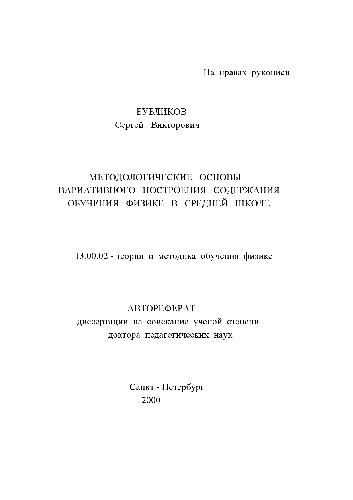 На правах рукописи
БУБЛИКОВ
Сергей Викторович
МЕТОДОЛОГИЧЕСКИЕ ОСНОВЫ
ВАРИАТИВНОГО ПОСТРОЕНИЯ СОДЕРЖАНИЯ
ОБУЧЕНИЯ ФИЗИКЕ В СРЕДНЕЙ ШКОЛЕ
13.00.02 - теория и методика обучения физике
АВТОРЕФЕРАТ
диссертации на соискание ученой степени
доктора педагогических наук
Санкт - Петербург
2000